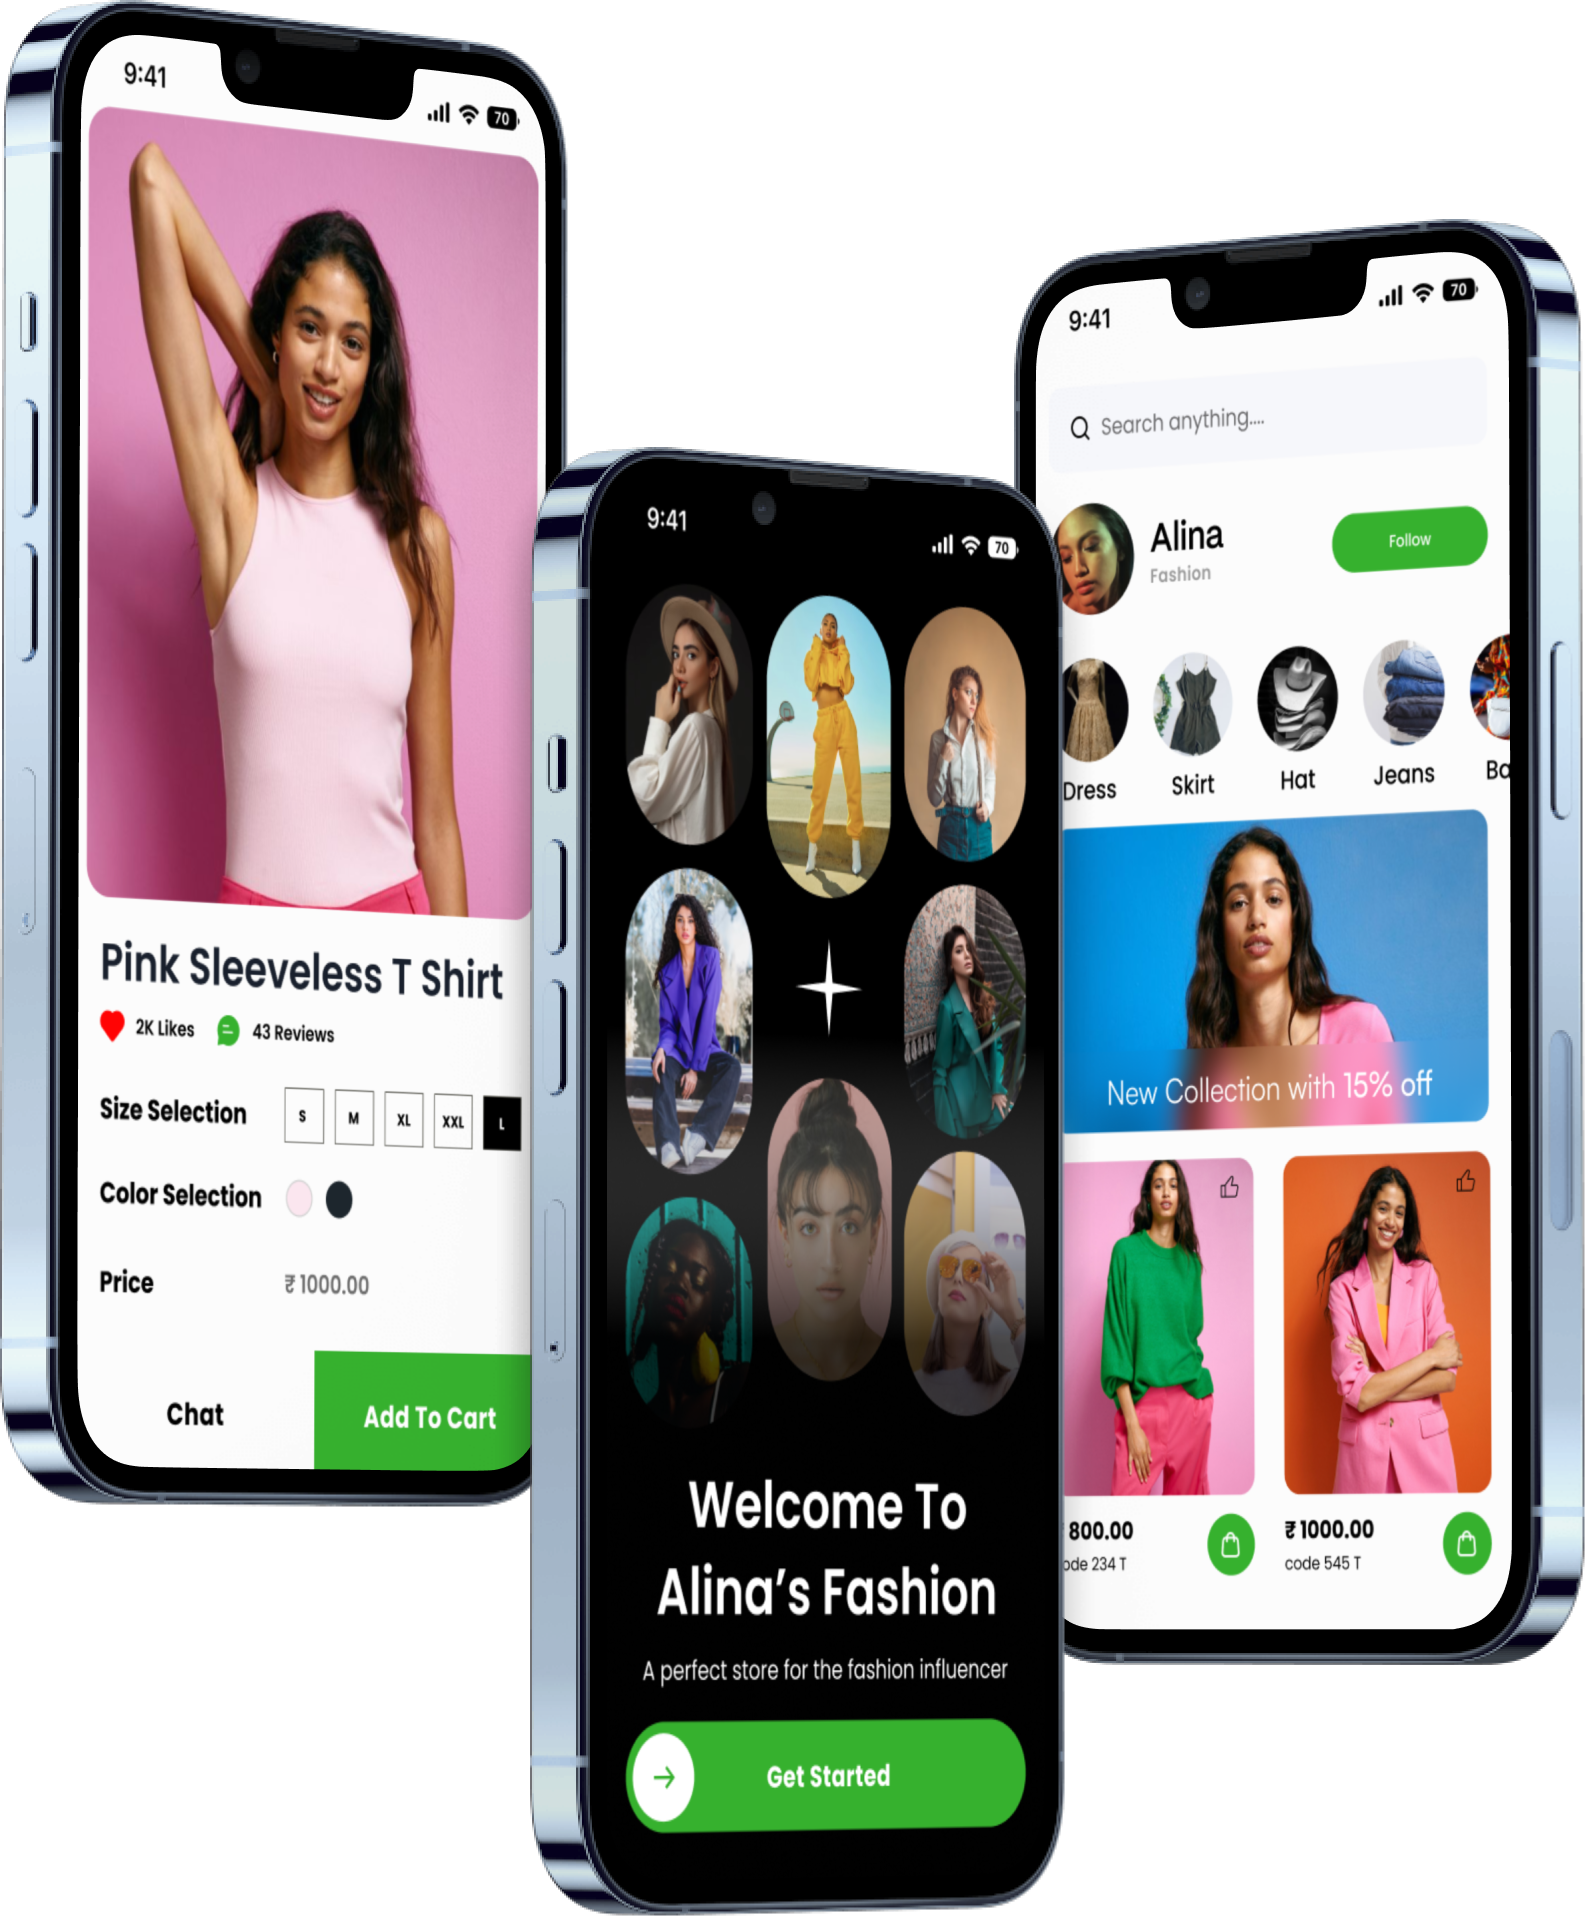 9:41
70
Pink Sleeveless T Shirt
2K Likes
43 Reviews
Size Selection
S
M
XL
XXL
L
Color Selection
Price
₹ 1000.00
Chat
Add To Cart
9:41
70
Welcome To
Alina's Fashion
A perfect store for the fashion influencer
Get Started
9:41
70
Search anything....
Alina
Fashion
Follow
Dress
Skirt
Hat
Jeans
Ba
New Collection with 15% off
800.00
ode 234 T
₹ 1000.00
code 545 T